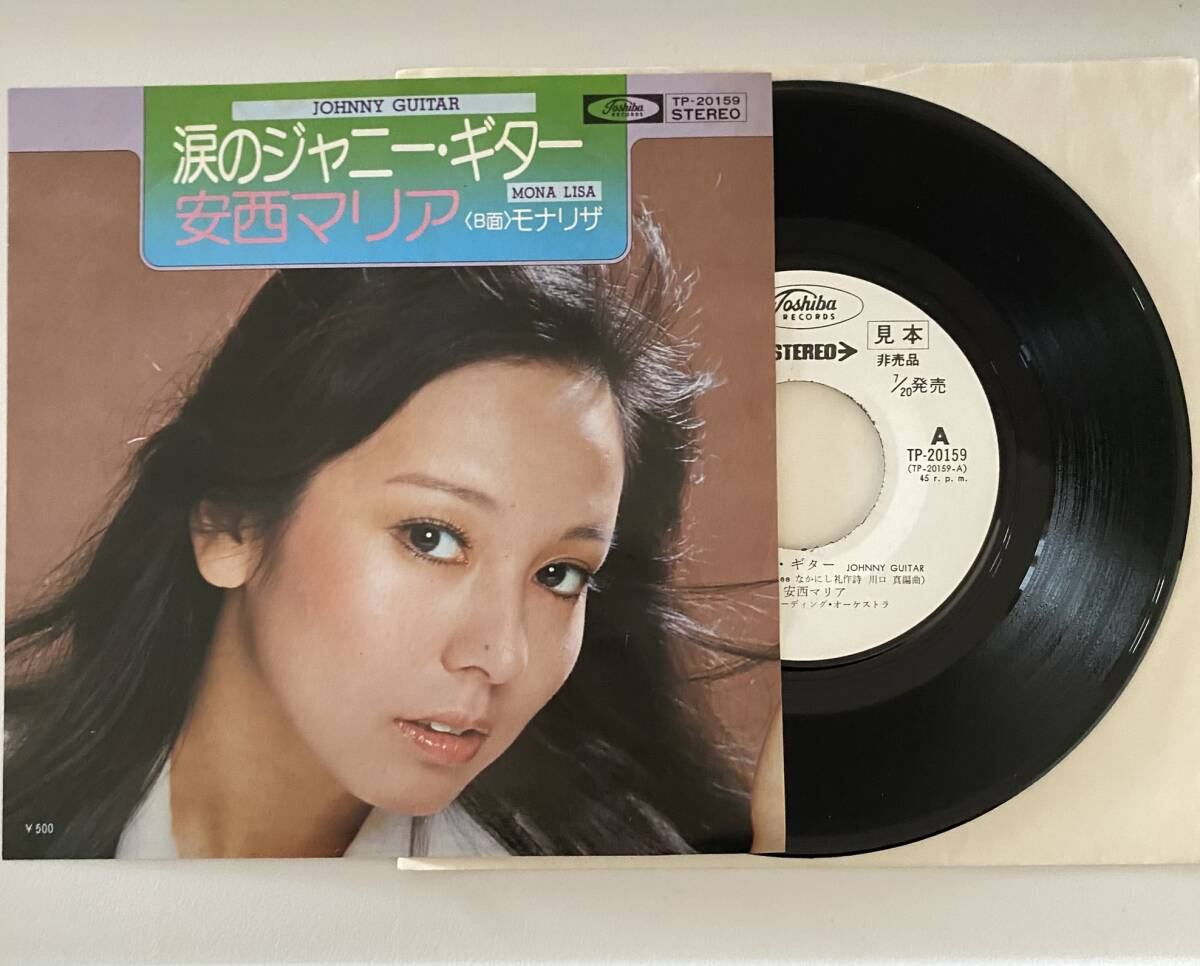 JOHNNY GUITAR
涙のジャニー・ギター
安西マリア
MONA LISA
〈B面〉モナリザ
Toshiba
RECORDS
TP-20159
STEREO
¥500
Toshiba
RECORDS
STEREO
見本
非売品
7/20発売
A
TP-20159
(TP-20159-A)
45 r.p.m.
・ギター JOHNNY GUITAR
なかにし礼作詩 川口 真編曲)
安西マリア
ーディング・オーケストラ